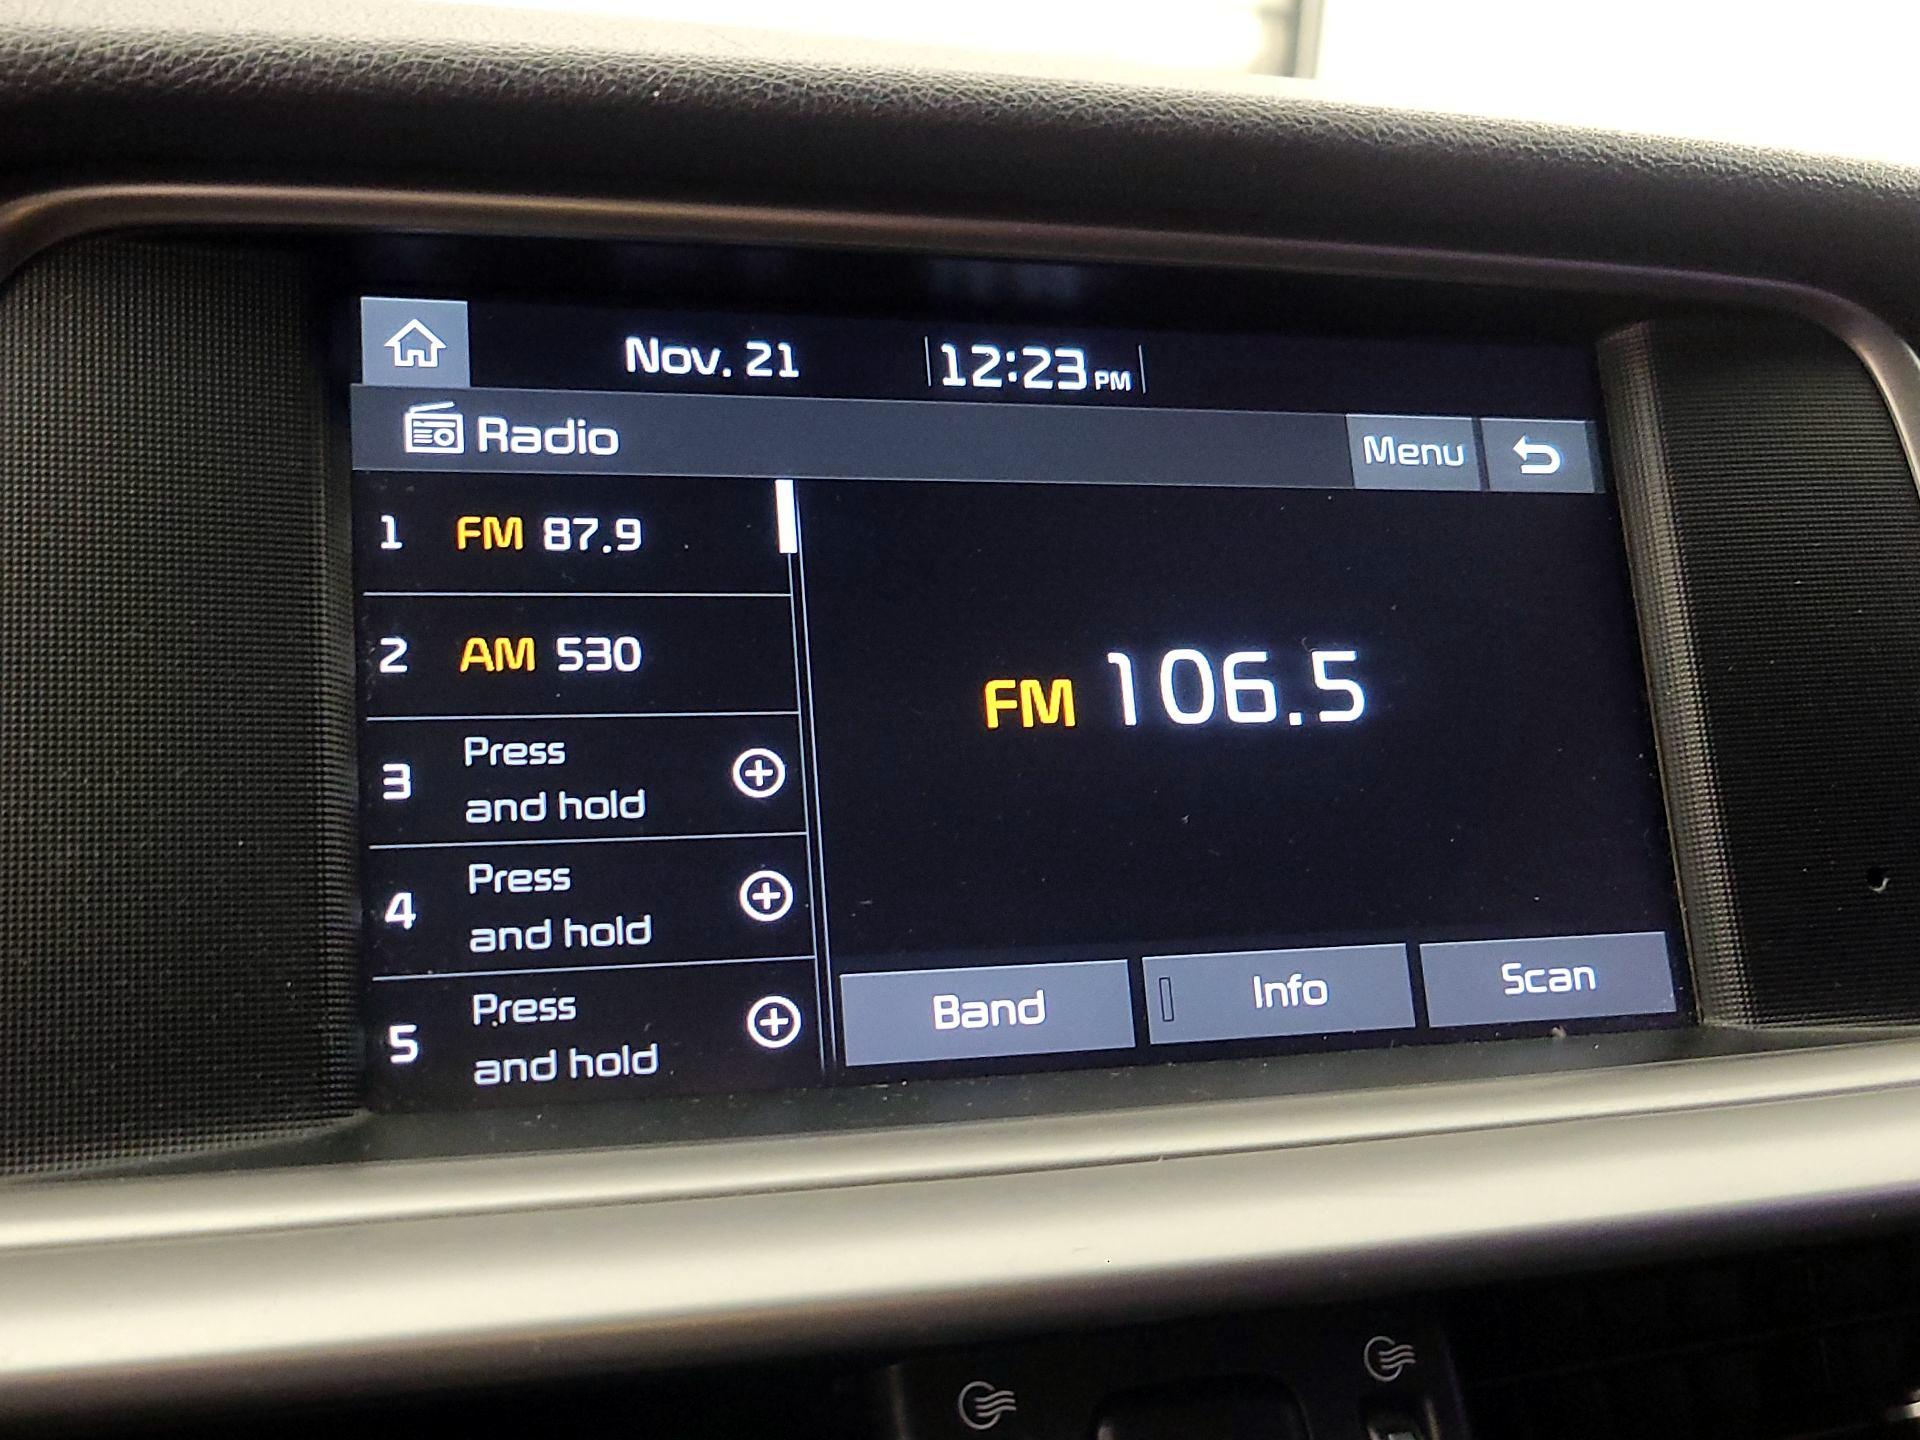 Nov. 21 12:23 PM
Radio
Menu
1 FM 87.9
2 AM 530
3 Press
and hold
4 Press
and hold
5 Press
and hold
FM 106.5
Band
Info
Scan